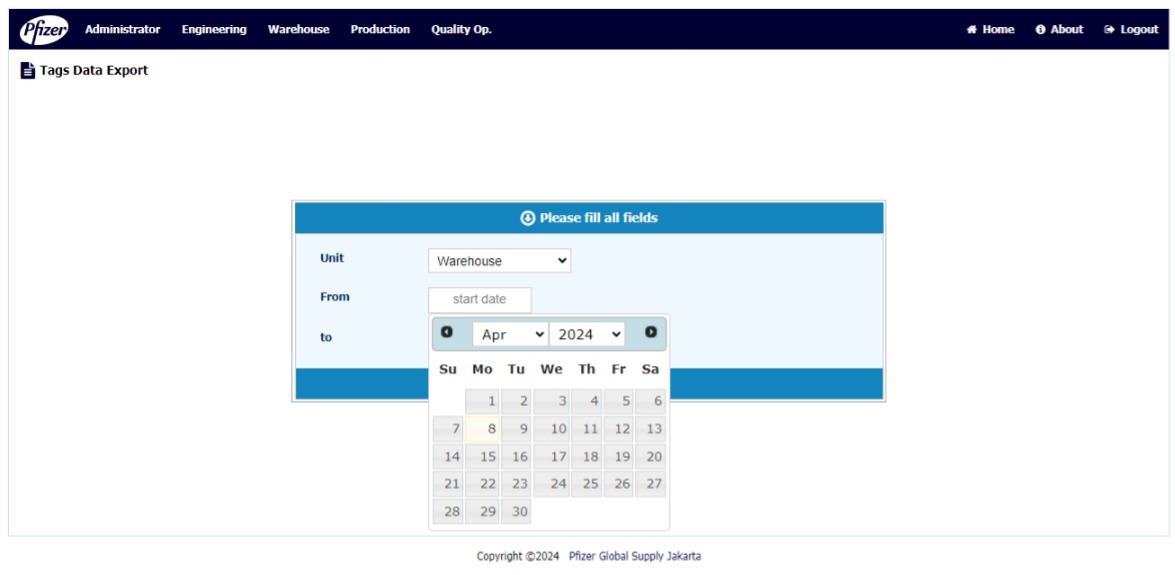 Pfizer Administrator Engineering Warehouse Production Quality Op. Home About Logout
Tags Data Export
Please fill all fields
Unit Warehouse
From start date
to
Apr 2024
Su Mo Tu We Th Fr Sa
1 2 3 4 5 6
7 8 9 10 11 12 13
14 15 16 17 18 19 20
21 22 23 24 25 26 27
28 29 30
Copyright ©2024 Pfizer Global Supply Jakarta